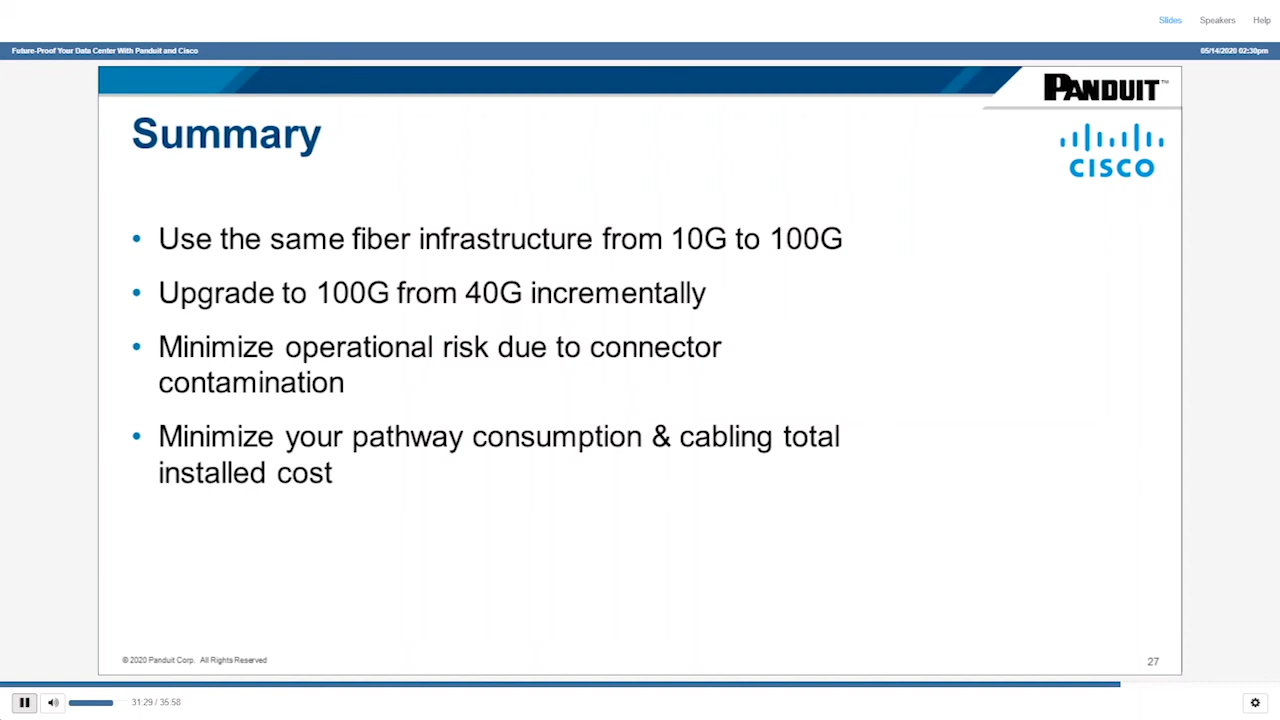 Slides Speakers Help
Future-Proof Your Data Center With Panduit and Cisco 05/14/2020 02:30pm
PANDUIT™
CISCO
Summary
• Use the same fiber infrastructure from 10G to 100G
• Upgrade to 100G from 40G incrementally
• Minimize operational risk due to connector
contamination
• Minimize your pathway consumption & cabling total
installed cost
© 2020 Panduit Corp. All Rights Reserved 27
31:29 / 35:58